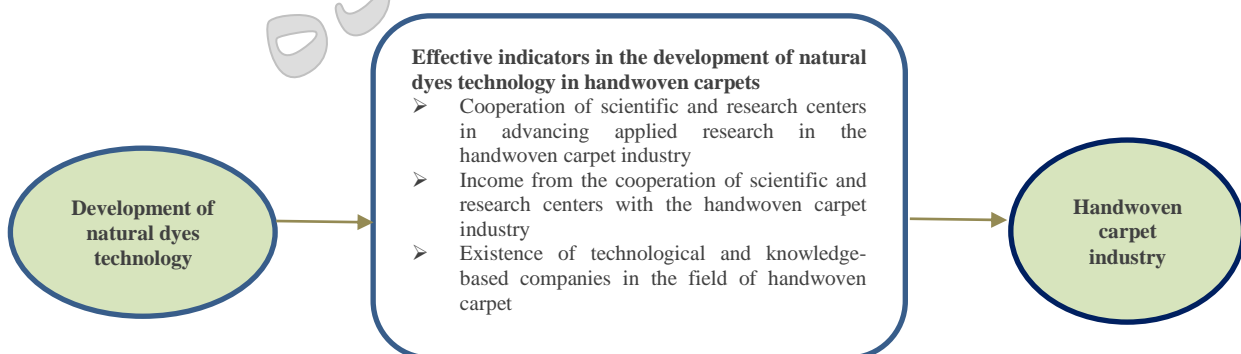 Effective indicators in the development of natural
dyes technology in handwoven carpets
➢ Cooperation of scientific and research centers
in advancing applied research in the
handwoven carpet industry
➢ Income from the cooperation of scientific and
research centers with the handwoven carpet
industry
➢ Existence of technological and knowledge-
based companies in the field of handwoven
carpet
Development of
natural dyes
technology
Handwoven
carpet
industry